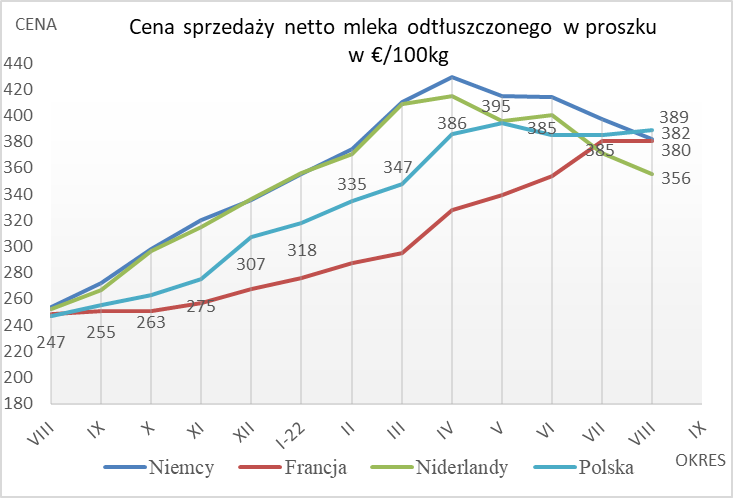 CENA
Cena sprzedaży netto mleka odtłuszczonego w proszku
w €/100kg
440
420
400
380
360
340
320
300
280
260
240
220
200
180
247
255
263
275
307
318
335
347
386
395
385
385
389
382
380
356
VIII
IX
X
XI
XII
I-22
II
III
IV
V
VI
VII
VIII
IX
OKRES
Niemcy
Francja
Niderlandy
Polska